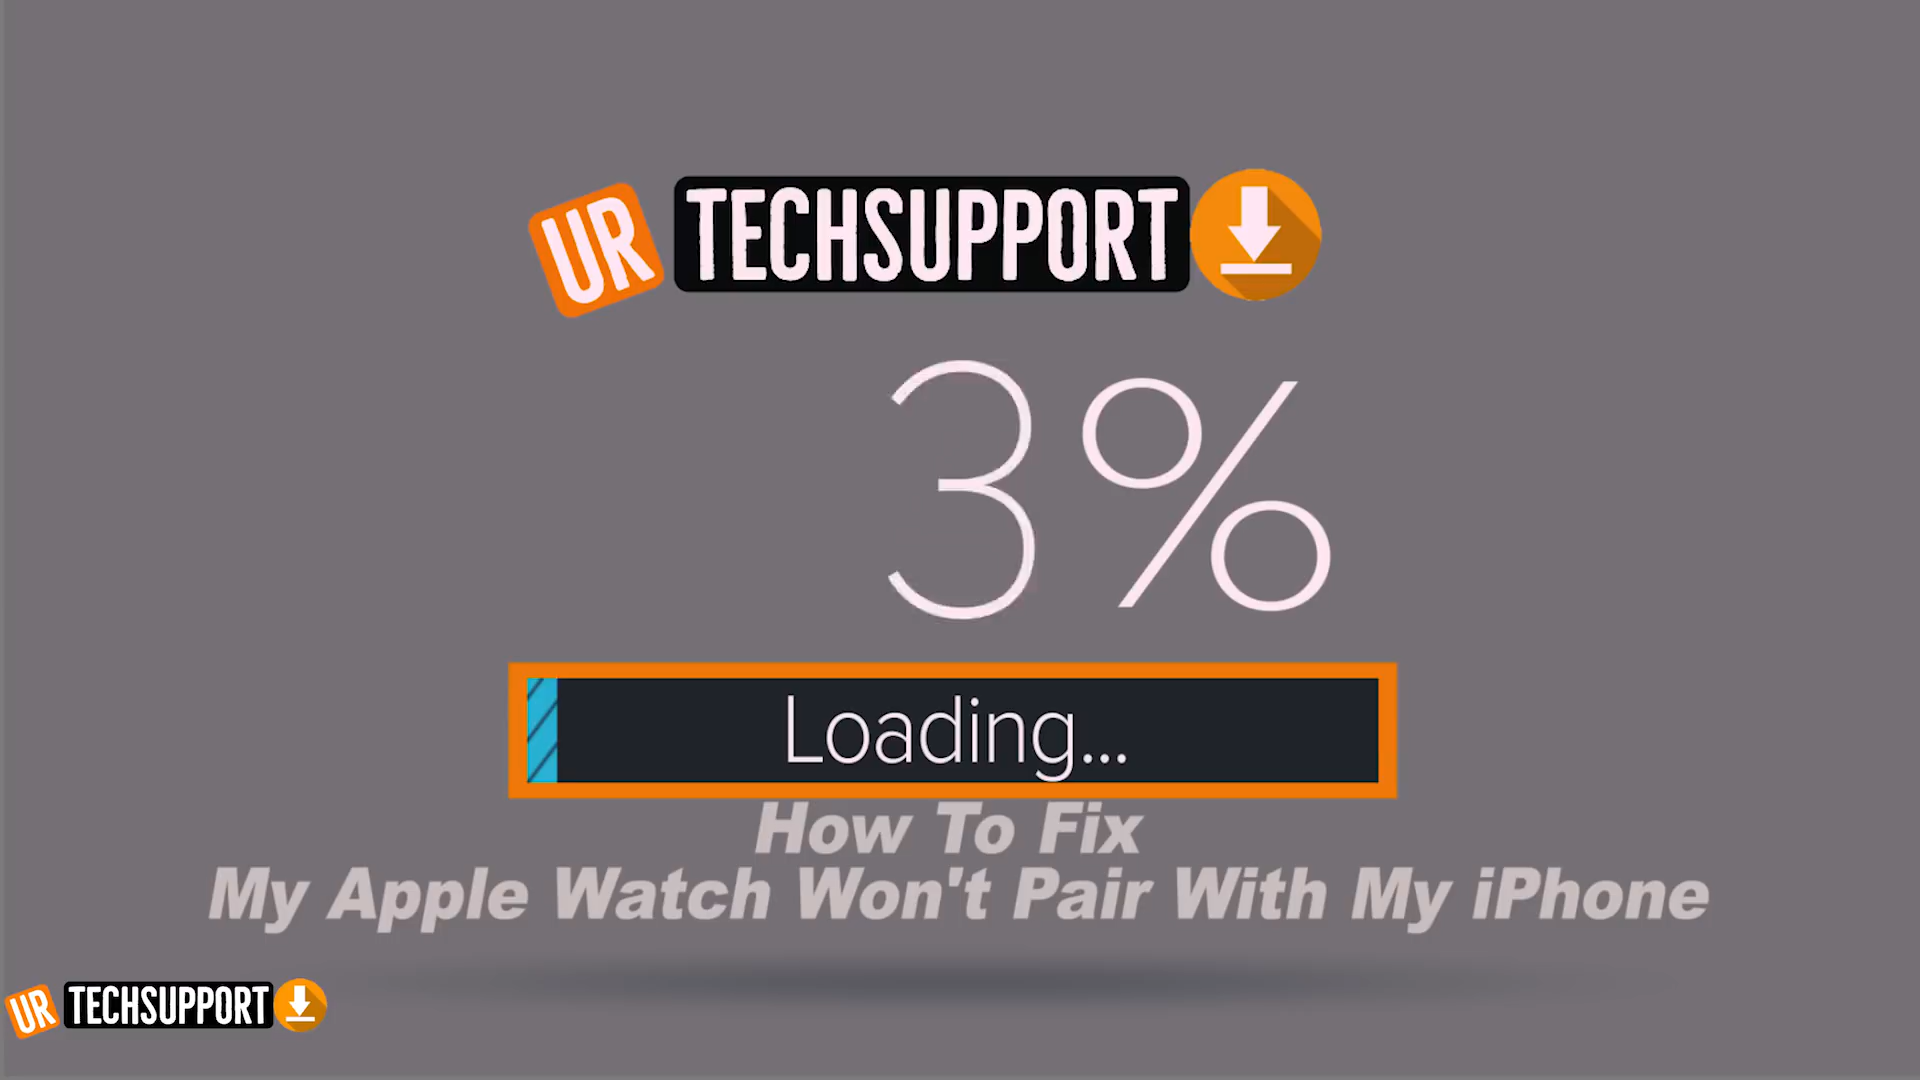 UR TECHSUPPORT
3%
Loading...
How To Fix
My Apple Watch Won't Pair With My iPhone
UR TECHSUPPORT